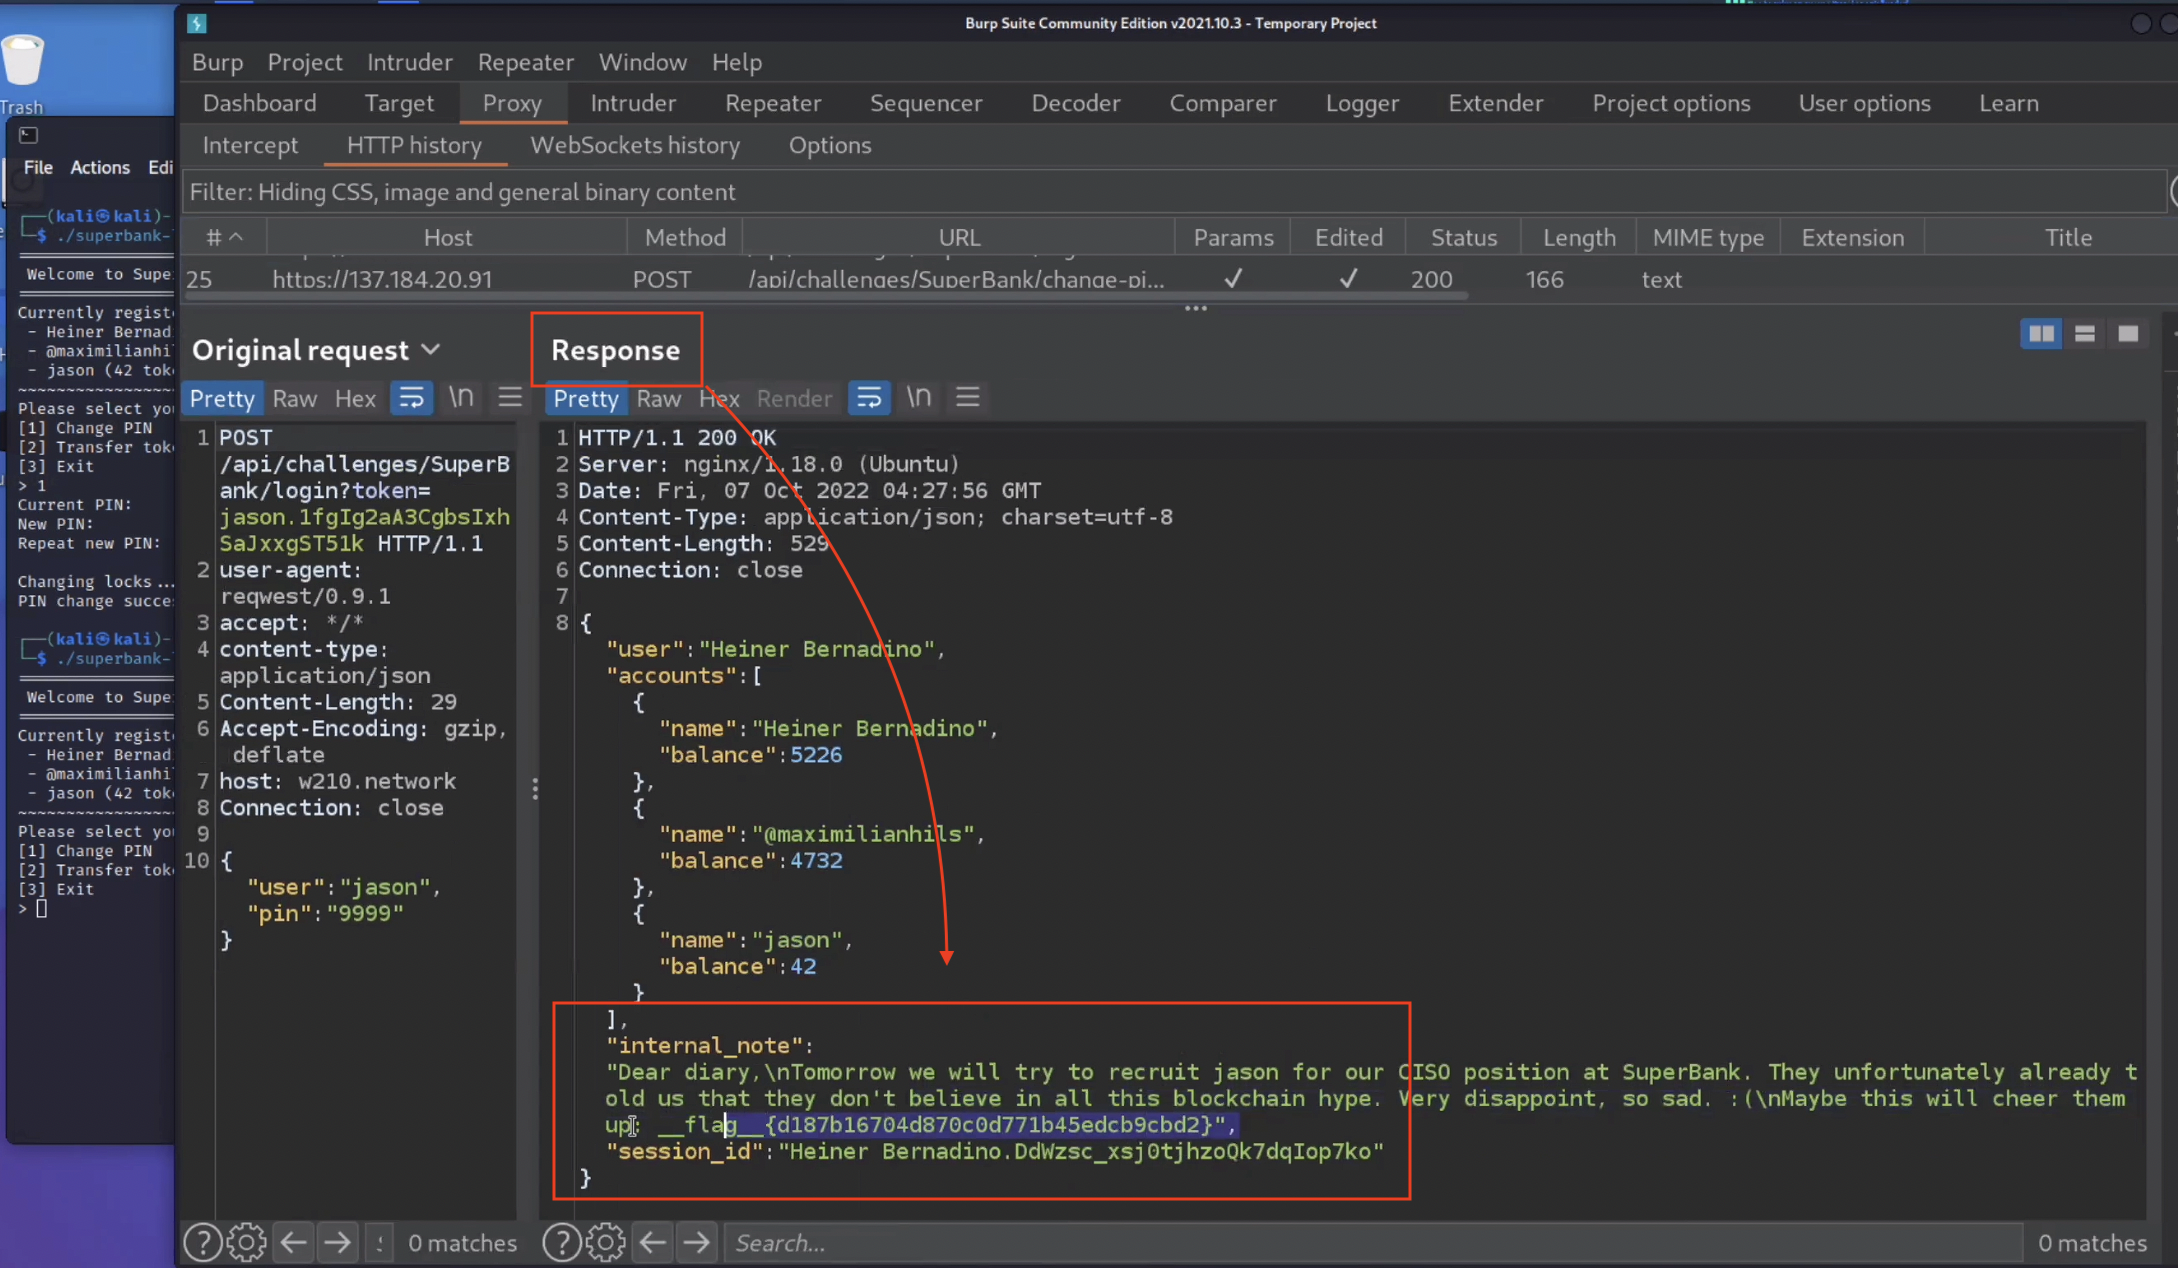 Burp Suite Community Edition v2021.10.3 - Temporary Project
Trash
Burp Project Intruder Repeater Window Help
Dashboard Target Proxy Intruder Repeater Sequencer Decoder Comparer Logger Extender Project options User options Learn
Intercept HTTP history WebSockets history Options
Filter: Hiding CSS, image and general binary content
# Host Method URL Params Edited Status Length MIME type Extension Title
25 https://137.184.20.91 POST /api/challenges/SuperBank/change-pi... ✓ ✓ 200 166 text
File Actions Edi
┌──(kali㉿kali)-
└─$ ./superbank-
Welcome to Supe
Currently regist
- Heiner Bernad
- @maximilianhi
- jason (42 tok
~~~~~~~~~~~~~~~~
Please select yo
[1] Change PIN
[2] Transfer tok
[3] Exit
> 1
Current PIN:
New PIN:
Repeat new PIN:
Changing locks...
PIN change succe
┌──(kali㉿kali)-
└─$ ./superbank-
Welcome to Supe
Currently regist
- Heiner Bernad
- @maximilianhi
- jason (42 tok
~~~~~~~~~~~~~~~~
Please select yo
[1] Change PIN
[2] Transfer tok
[3] Exit
>
Original request
Pretty Raw Hex \n
1 POST
/api/challenges/SuperB
ank/login?token=
jason.1fgIg2aA3CgbsIxh
SaJxxgST51k HTTP/1.1
2 user-agent:
reqwest/0.9.1
3 accept: */*
4 content-type:
application/json
5 Content-Length: 29
6 Accept-Encoding: gzip,
deflate
7 host: w210.network
8 Connection: close
9
10 {
"user":"jason",
"pin":"9999"
}
Response
Pretty Raw Hex Render \n
1 HTTP/1.1 200 OK
2 Server: nginx/1.18.0 (Ubuntu)
3 Date: Fri, 07 Oct 2022 04:27:56 GMT
4 Content-Type: application/json; charset=utf-8
5 Content-Length: 529
6 Connection: close
7
8 {
"user":"Heiner Bernadino",
"accounts":[
{
"name":"Heiner Bernadino",
"balance":5226
},
{
"name":"@maximilianhils",
"balance":4732
},
{
"name":"jason",
"balance":42
}
],
"internal_note":
"Dear diary,\nTomorrow we will try to recruit jason for our CISO position at SuperBank. They unfortunately already t
old us that they don't believe in all this blockchain hype. Very disappoint, so sad. :(\nMaybe this will cheer them
up: __flag__{d187b16704d870c0d771b45edcb9cbd2}",
"session_id":"Heiner Bernadino.DdWzsc_xsj0tjhzoQk7dqIop7ko"
}
0 matches
Search...
0 matches